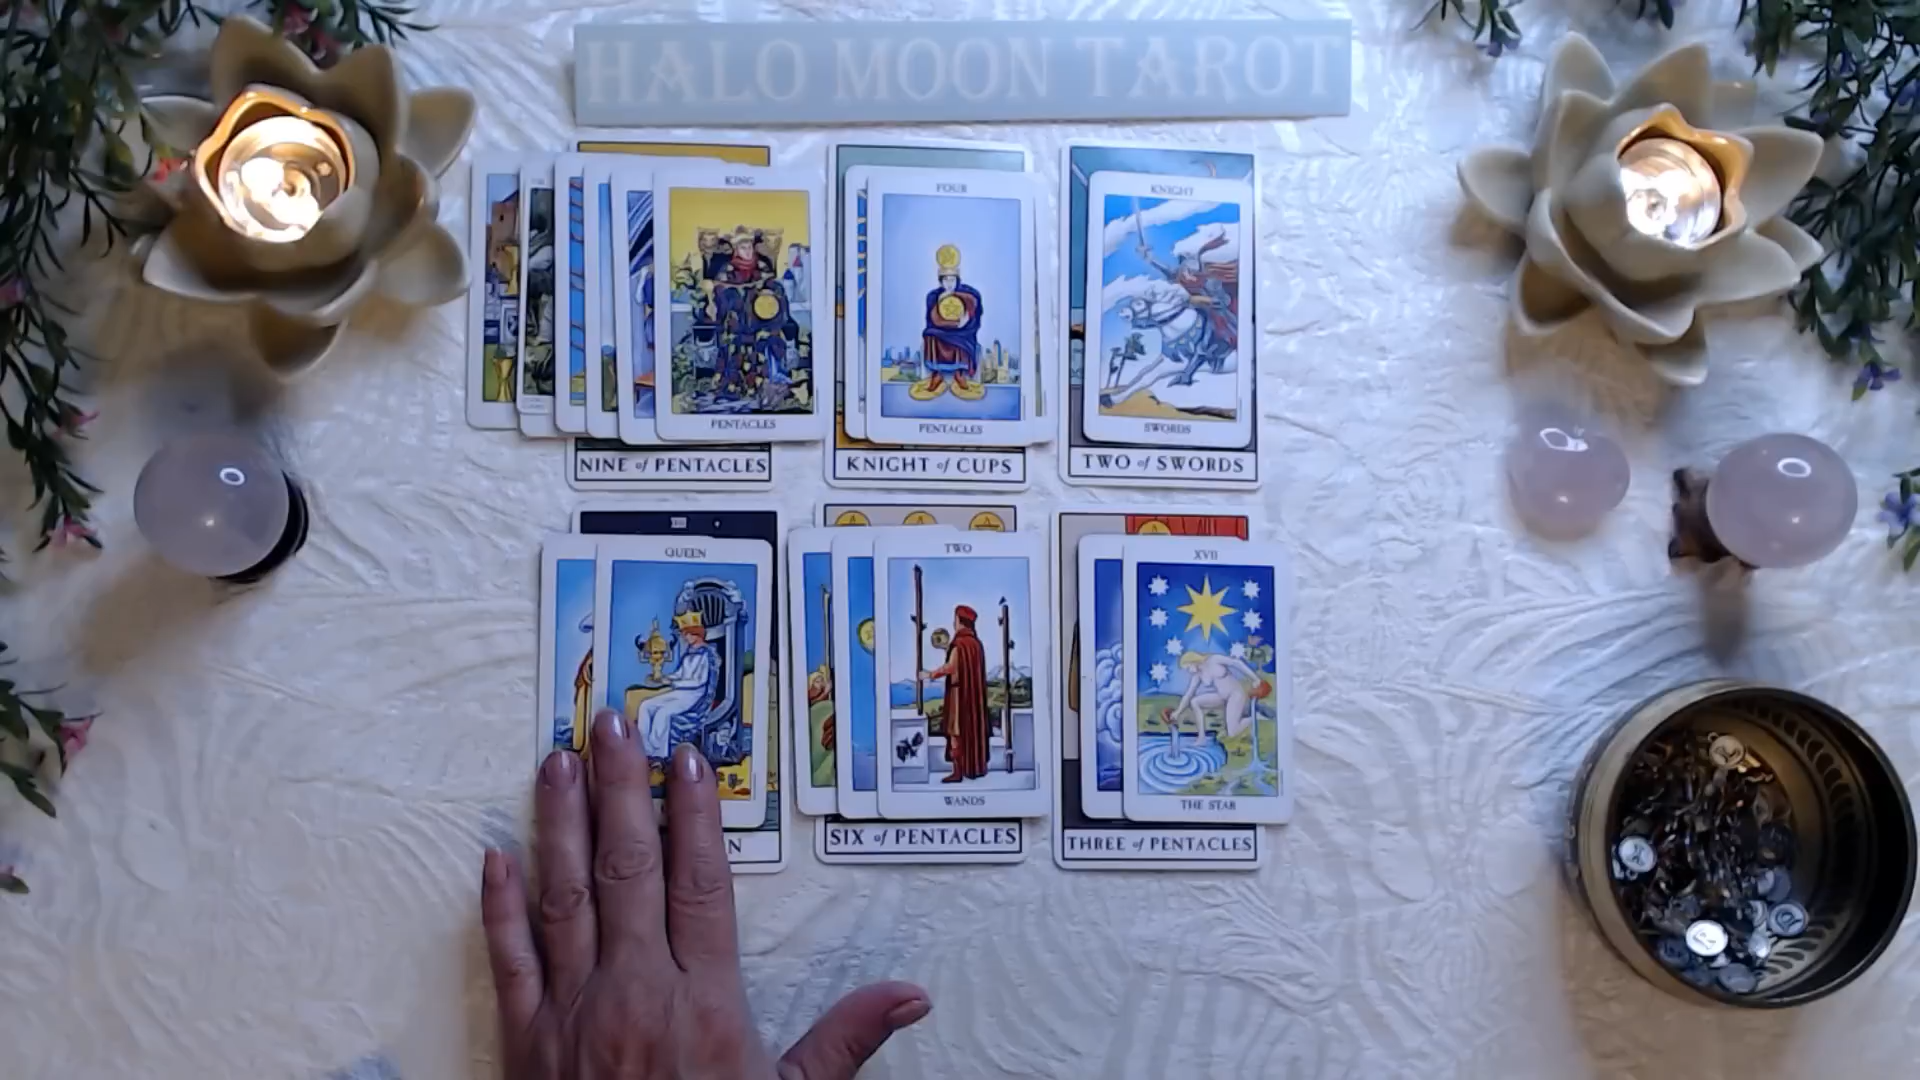 HALO MOON TAROT
KING
PENTACLES
NINE of PENTACLES
FOUR
PENTACLES
KNIGHT of CUPS
KNIGHT
SWORDS
TWO of SWORDS
QUEEN
N
TWO
WANDS
SIX of PENTACLES
XVII
THE STAR
THREE of PENTACLES